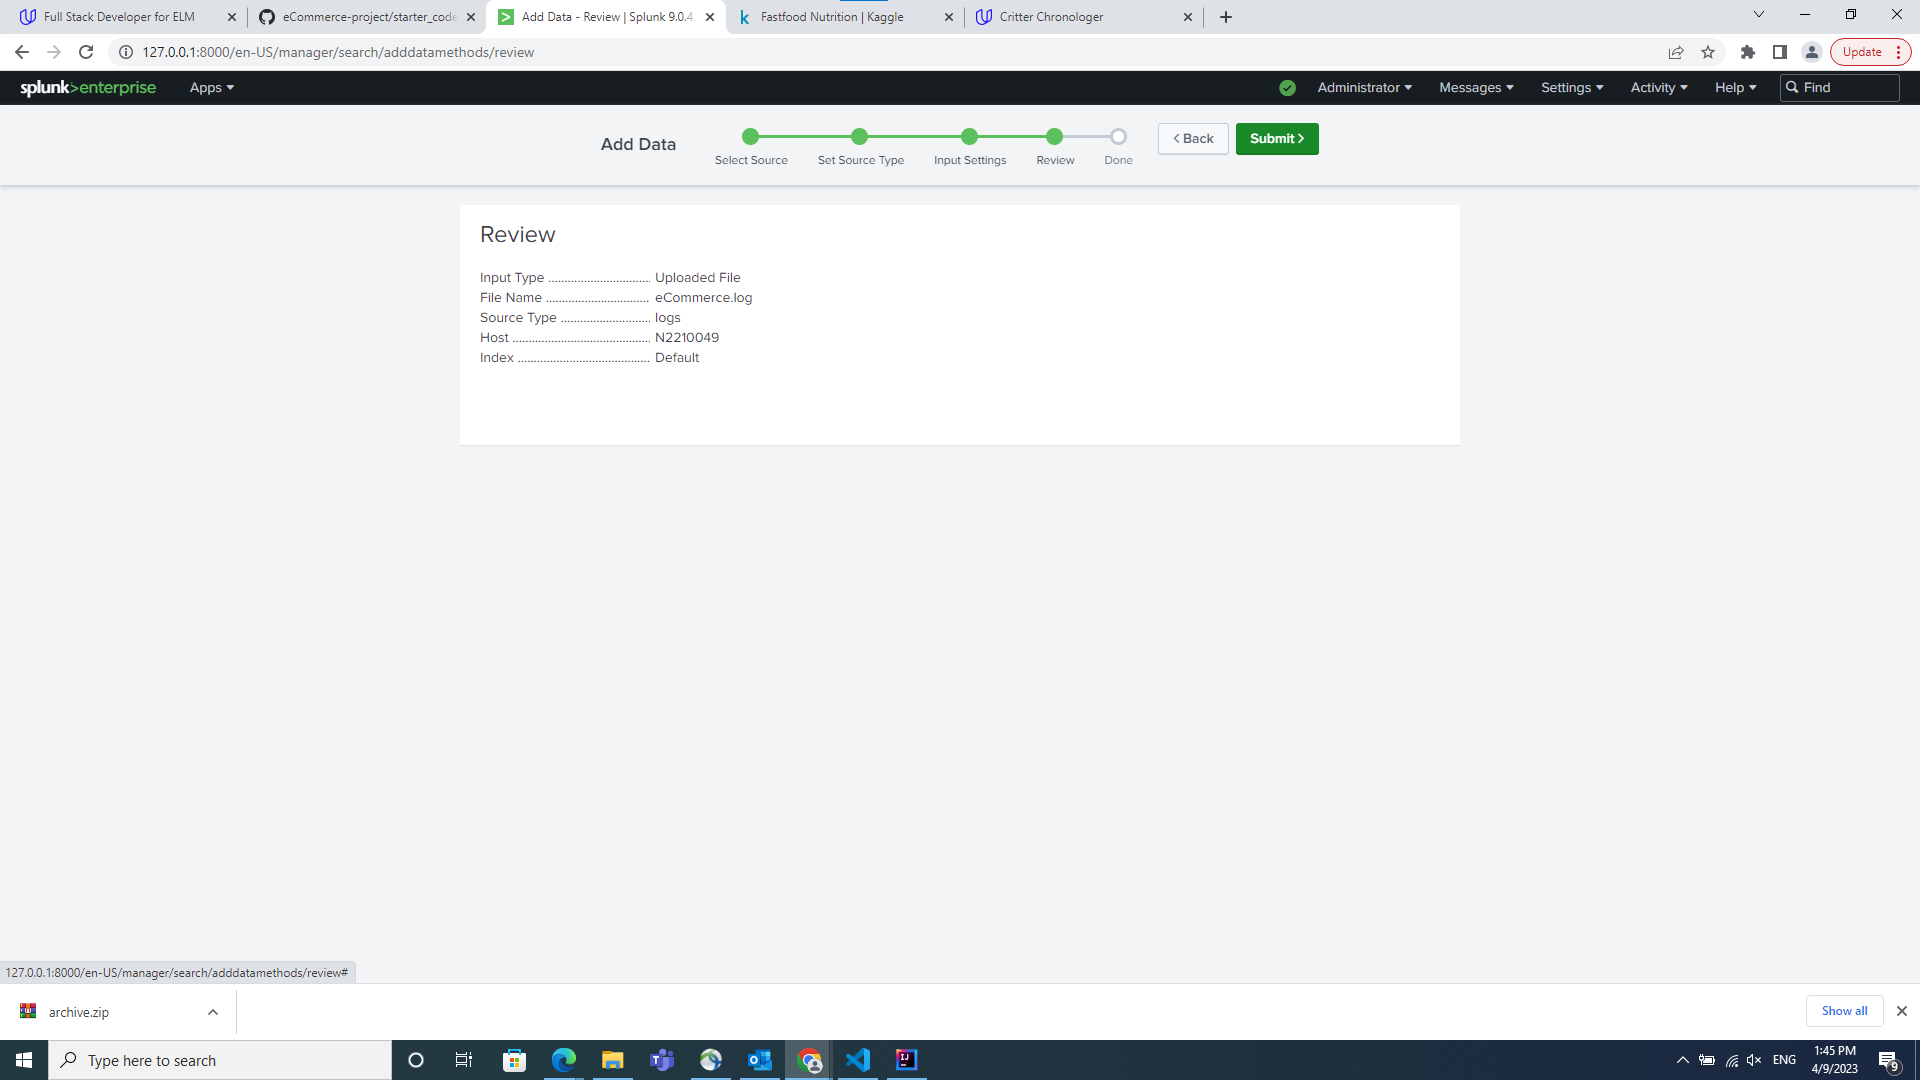 Full Stack Developer for ELM
eCommerce-project/starter_code
Add Data - Review | Splunk 9.0.4
Fastfood Nutrition | Kaggle
Critter Chronologer
127.0.0.1:8000/en-US/manager/search/adddatamethods/review
Update
splunk>enterprise
Apps
Administrator
Messages
Settings
Activity
Help
Find
Add Data
Select Source
Set Source Type
Input Settings
Review
Done
< Back
Submit >
Review
Input Type ................................ Uploaded File
File Name ................................ eCommerce.log
Source Type ............................ logs
Host ........................................... N2210049
Index ......................................... Default
127.0.0.1:8000/en-US/manager/search/adddatamethods/review#
archive.zip
Show all
Type here to search
ENG
1:45 PM
4/9/2023
9